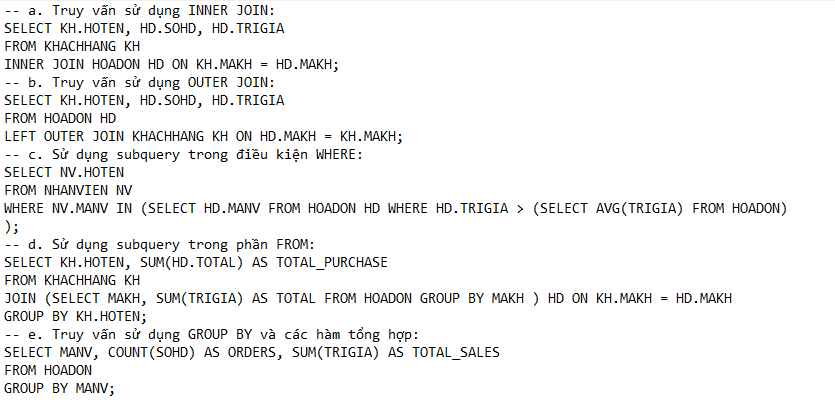 -- a. Truy vấn sử dụng INNER JOIN:
SELECT KH.HOTEN, HD.SOHD, HD.TRIGIA
FROM KHACHHANG KH
INNER JOIN HOADON HD ON KH.MAKH = HD.MAKH;
-- b. Truy vấn sử dụng OUTER JOIN:
SELECT KH.HOTEN, HD.SOHD, HD.TRIGIA
FROM HOADON HD
LEFT OUTER JOIN KHACHHANG KH ON HD.MAKH = KH.MAKH;
-- c. Sử dụng subquery trong điều kiện WHERE:
SELECT NV.HOTEN
FROM NHANVIEN NV
WHERE NV.MANV IN (SELECT HD.MANV FROM HOADON HD WHERE HD.TRIGIA > (SELECT AVG(TRIGIA) FROM HOADON)
);
-- d. Sử dụng subquery trong phần FROM:
SELECT KH.HOTEN, SUM(HD.TOTAL) AS TOTAL_PURCHASE
FROM KHACHHANG KH
JOIN (SELECT MAKH, SUM(TRIGIA) AS TOTAL FROM HOADON GROUP BY MAKH ) HD ON KH.MAKH = HD.MAKH
GROUP BY KH.HOTEN;
-- e. Truy vấn sử dụng GROUP BY và các hàm tổng hợp:
SELECT MANV, COUNT(SOHD) AS ORDERS, SUM(TRIGIA) AS TOTAL_SALES
FROM HOADON
GROUP BY MANV;